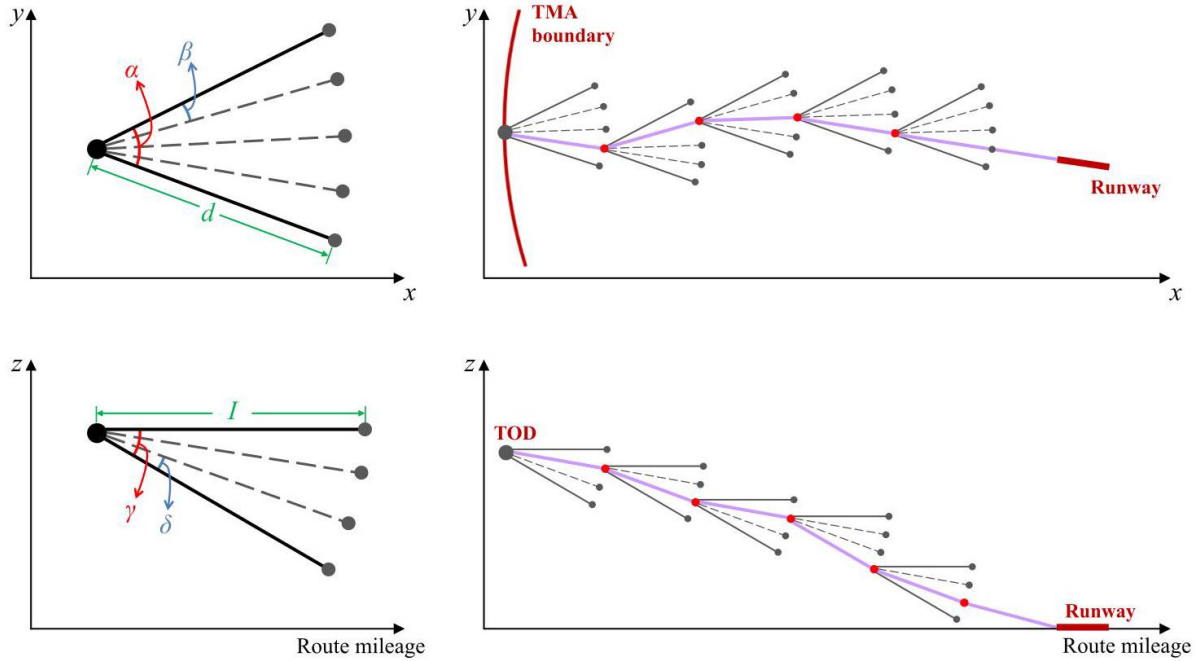 y
α
β
d
x
y
TMA
boundary
Runway
x
z
I
γ
δ
Route mileage
z
TOD
Runway
Route mileage